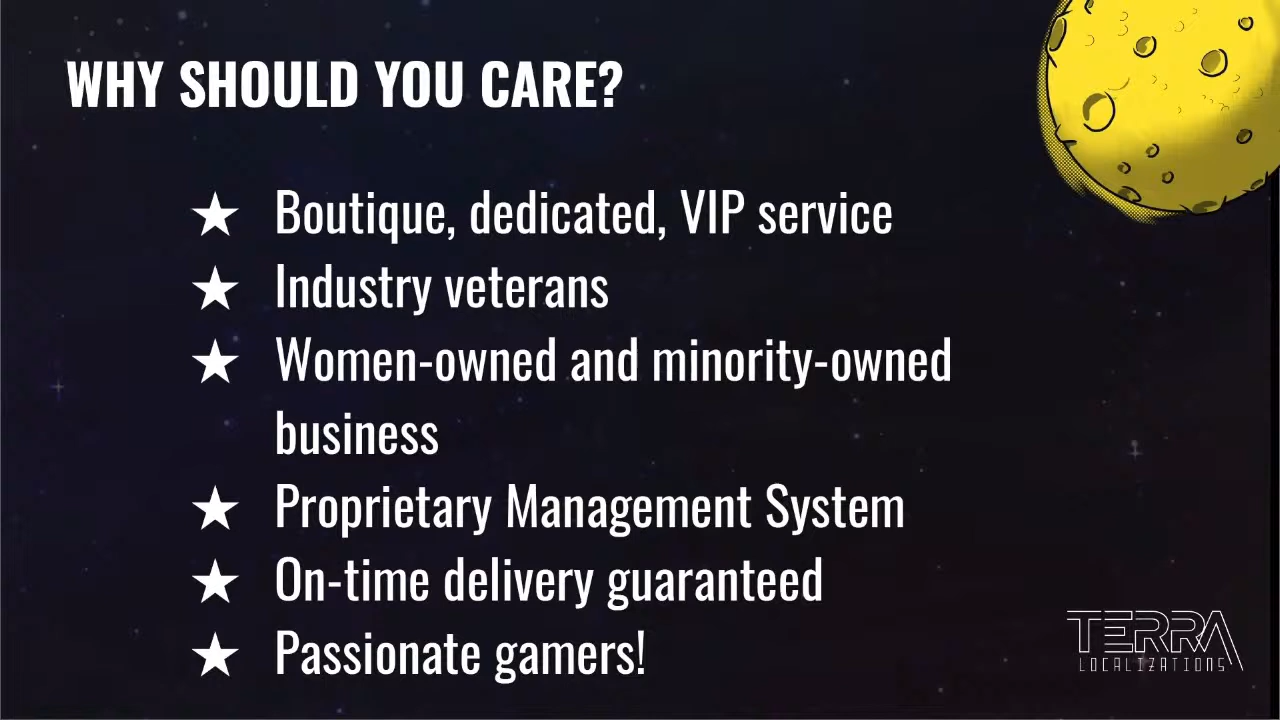 WHY SHOULD YOU CARE?
★ Boutique, dedicated, VIP service
★ Industry veterans
★ Women-owned and minority-owned
business
★ Proprietary Management System
★ On-time delivery guaranteed
★ Passionate gamers!
TERRA
LOCALIZATIONS